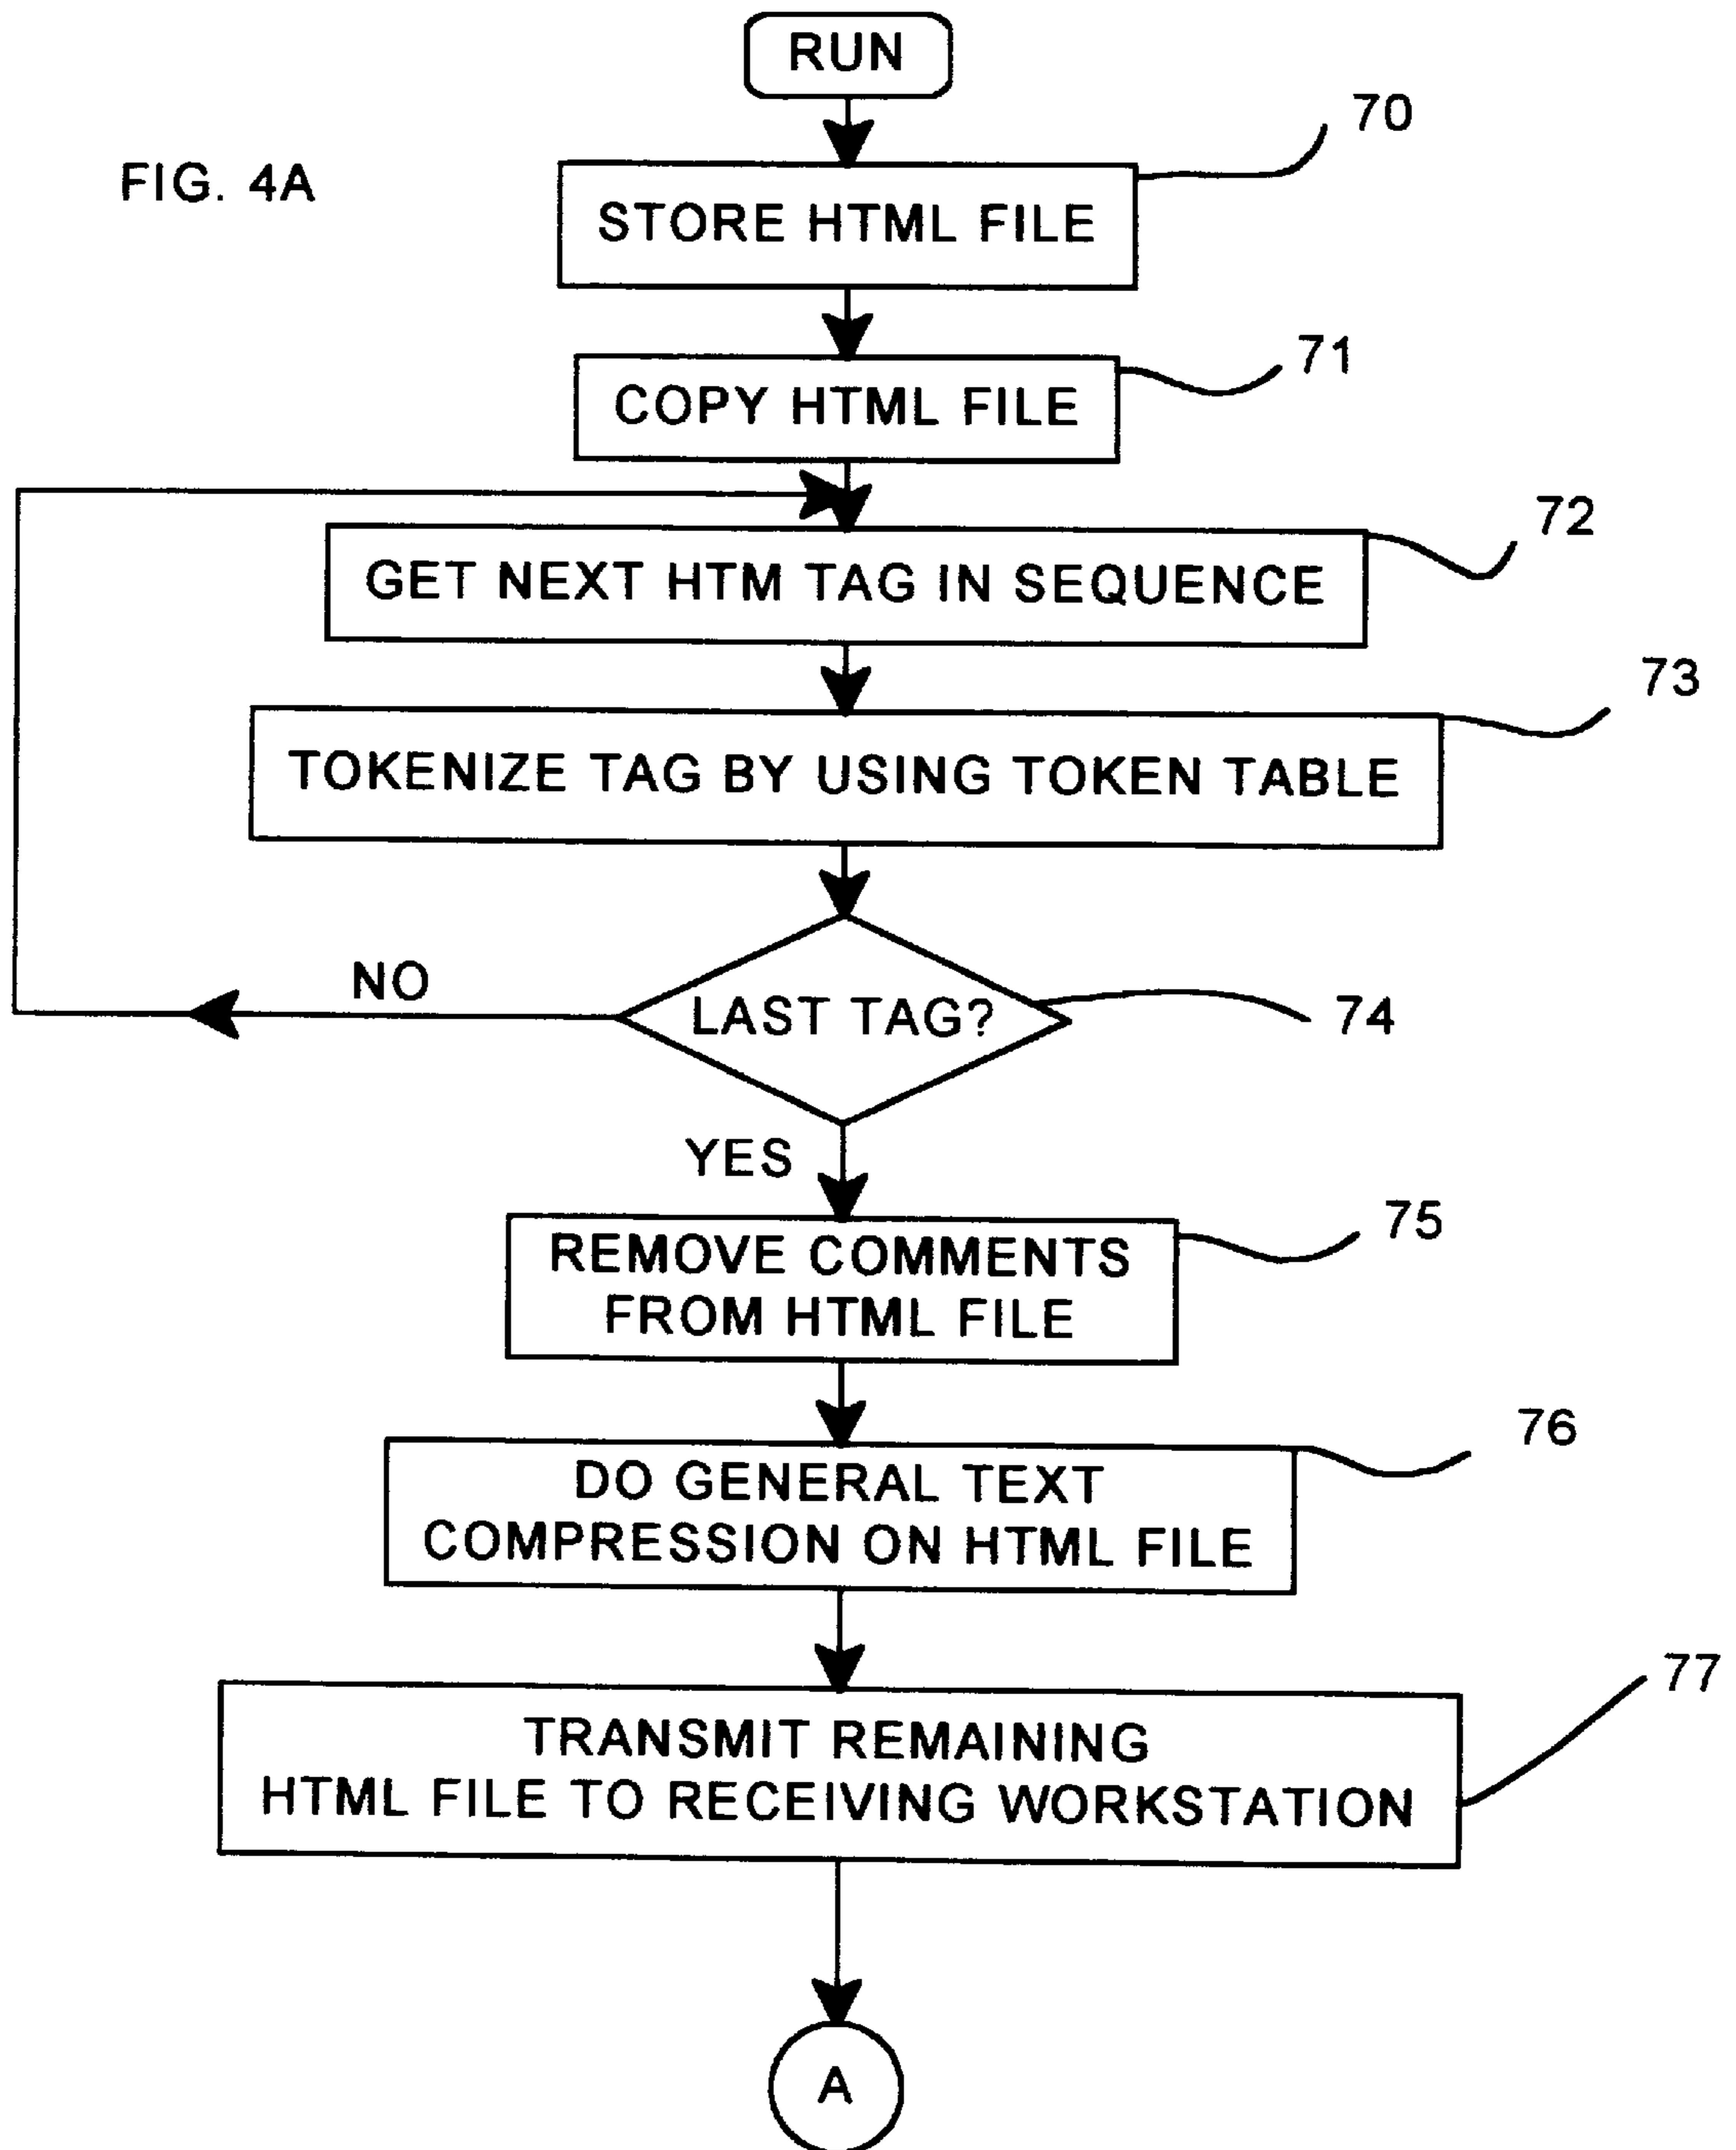 RUN
70
FIG. 4A
STORE HTML FILE
71
COPY HTML FILE
72
GET NEXT HTM TAG IN SEQUENCE
73
TOKENIZE TAG BY USING TOKEN TABLE
NO
LAST TAG?
74
YES
75
REMOVE COMMENTS
FROM HTML FILE
76
DO GENERAL TEXT
COMPRESSION ON HTML FILE
77
TRANSMIT REMAINING
HTML FILE TO RECEIVING WORKSTATION
A